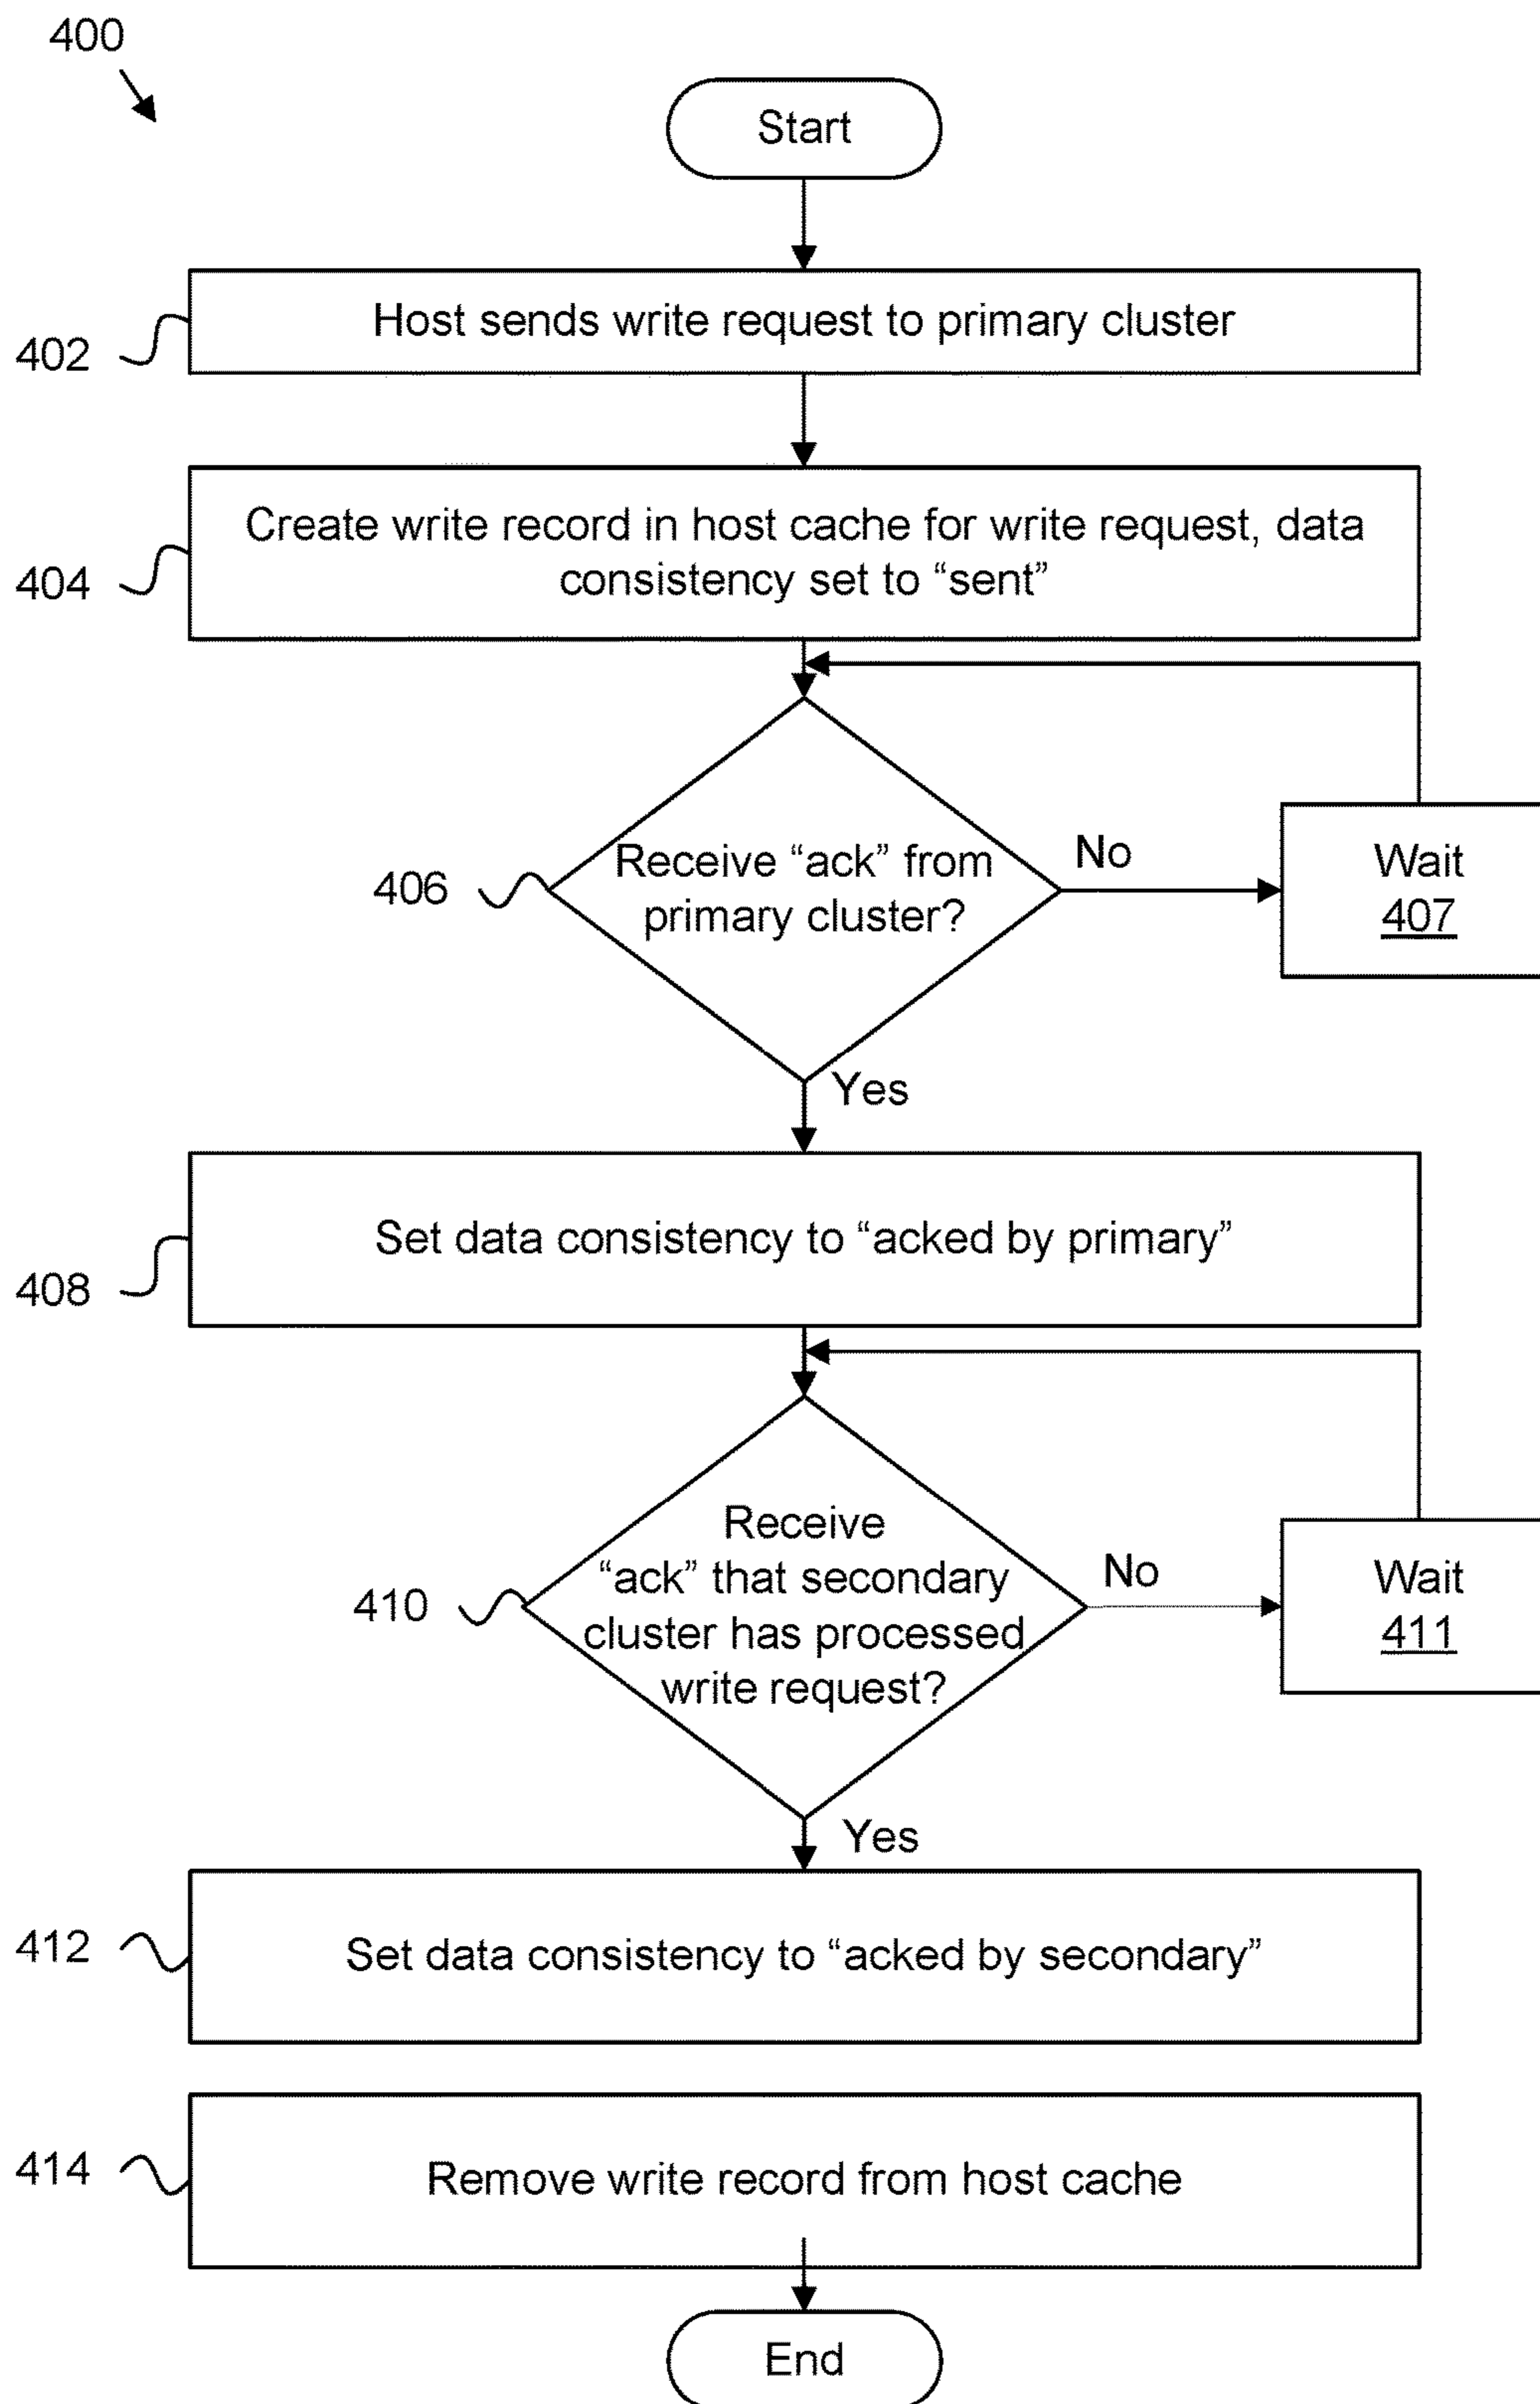 400
Start
Host sends write request to primary cluster
402
Create write record in host cache for write request, data
consistency set to “sent”
404
Receive “ack” from
primary cluster?
406
No
Wait
407
Yes
Set data consistency to “acked by primary”
408
Receive
“ack” that secondary
cluster has processed
write request?
410
No
Wait
411
Yes
Set data consistency to “acked by secondary”
412
Remove write record from host cache
414
End